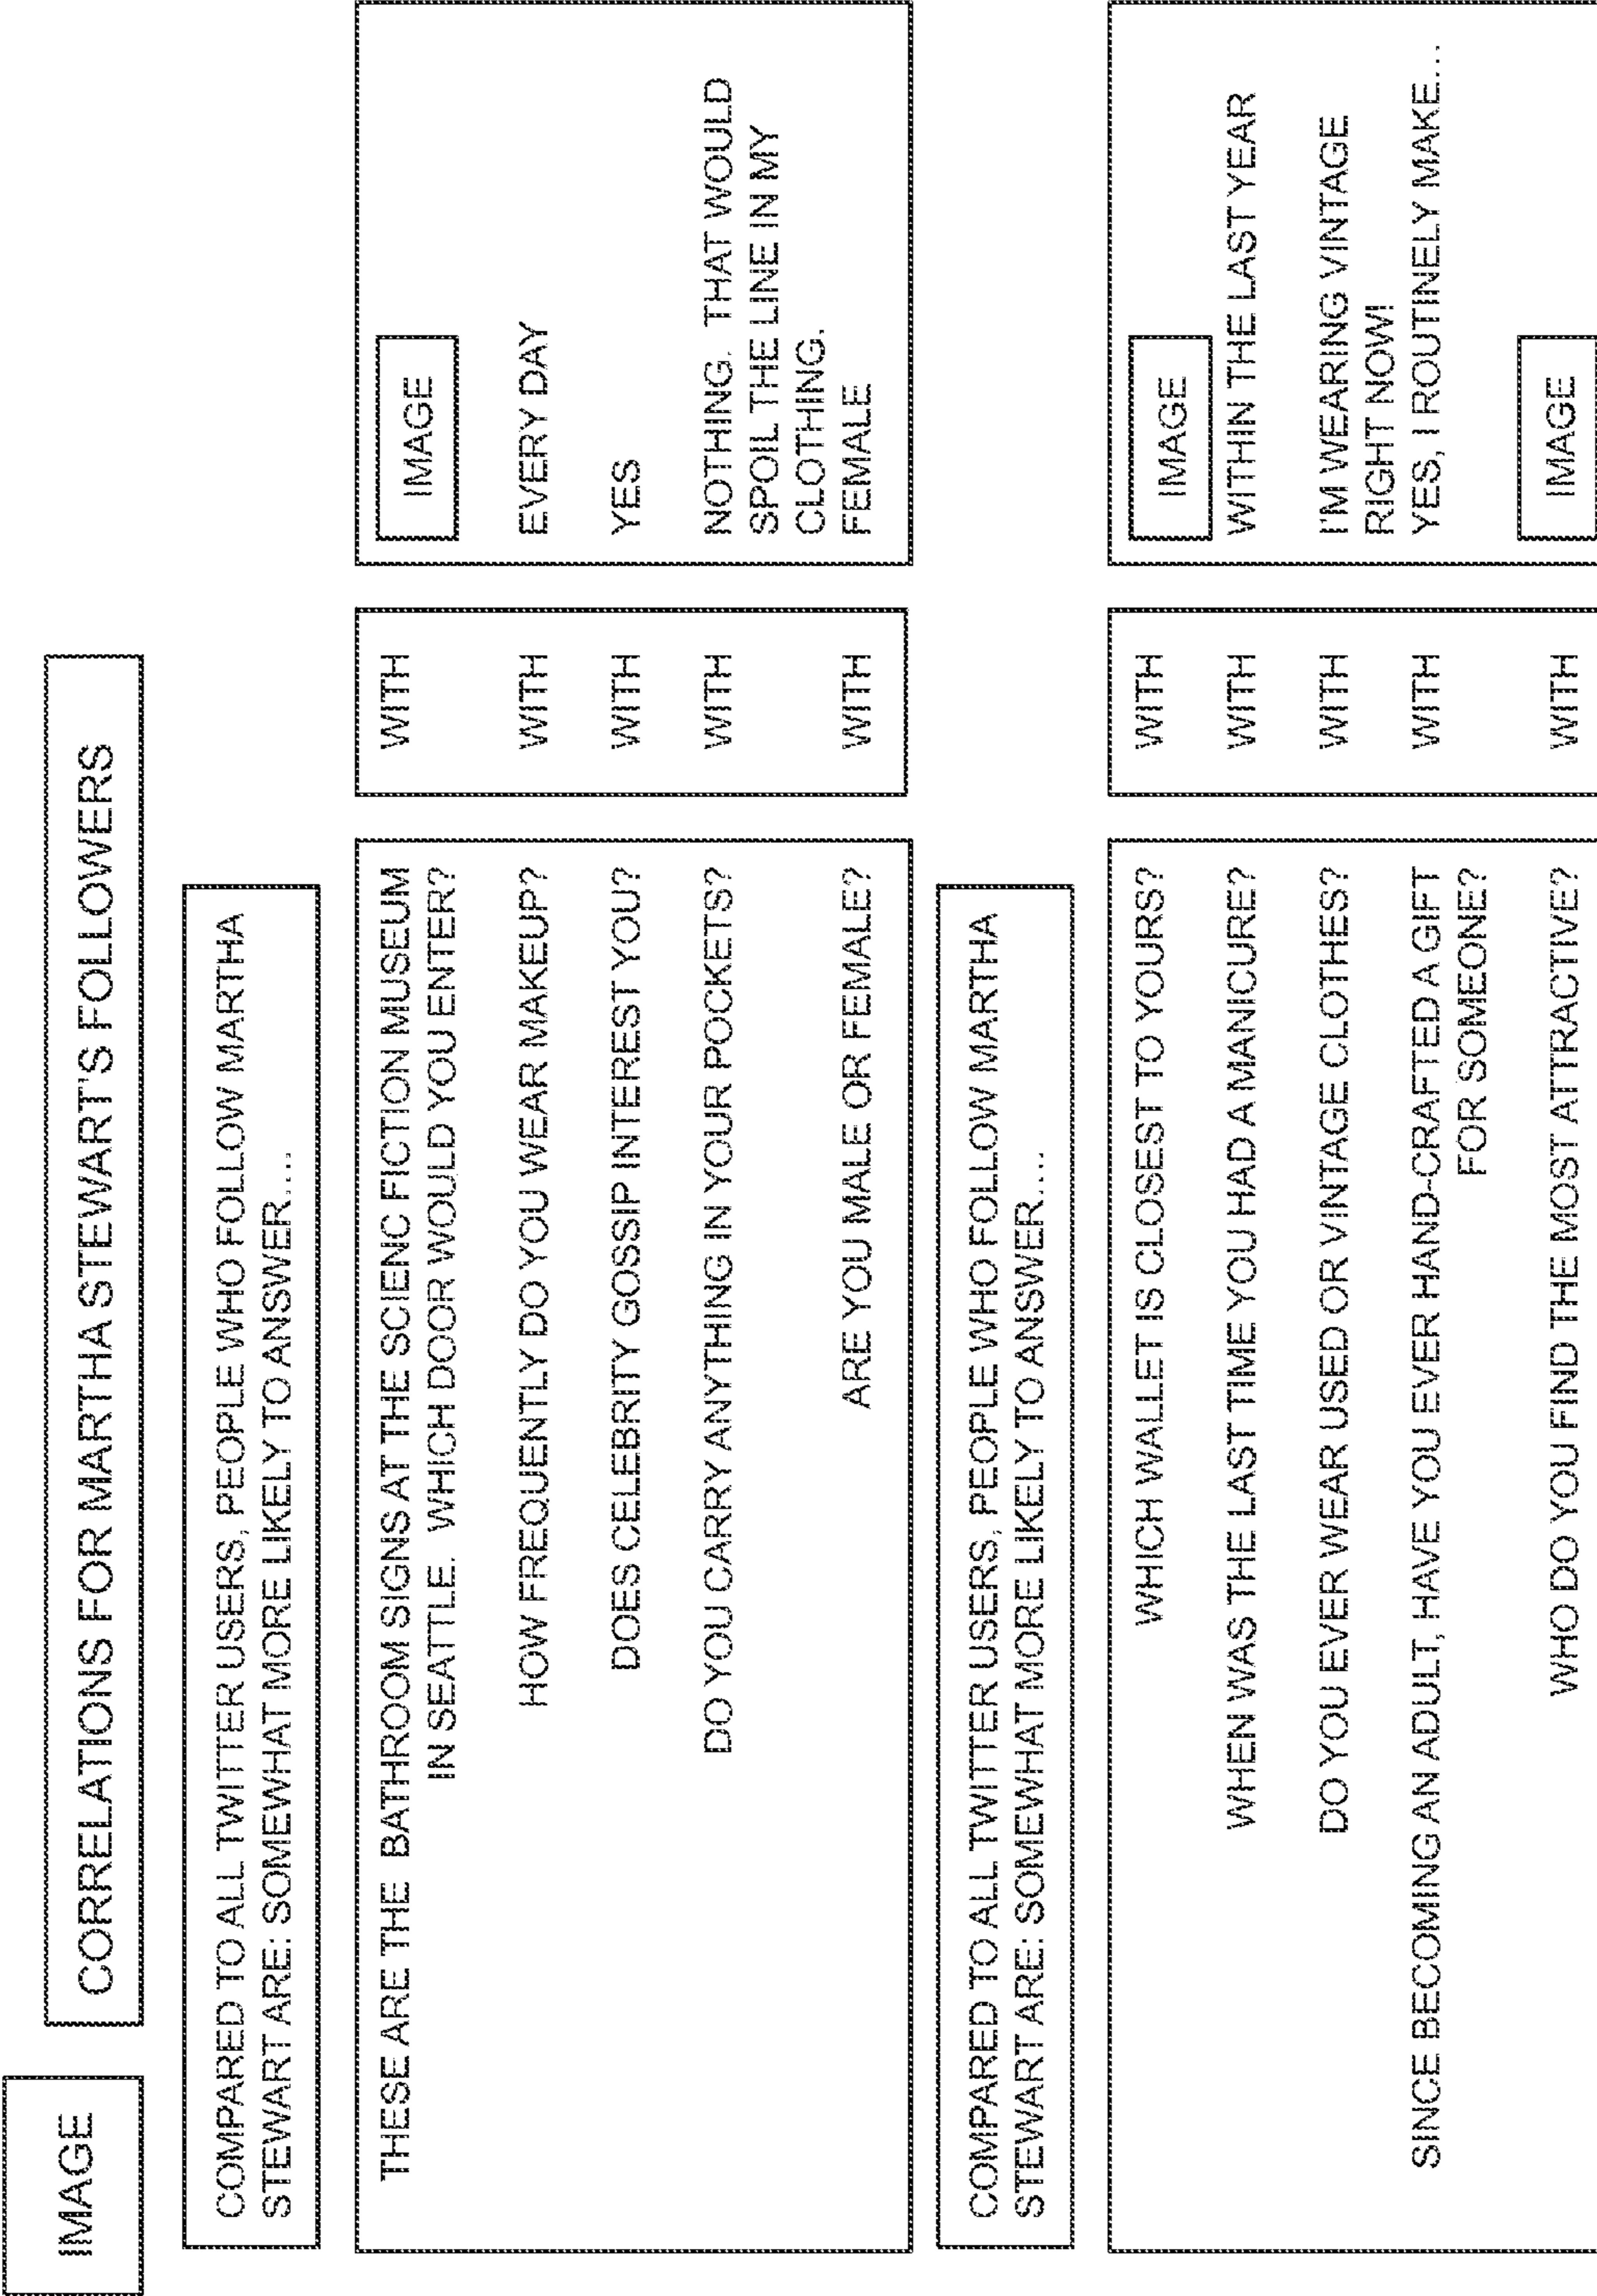 IMAGE
CORRELATIONS FOR MARTHA STEWART'S FOLLOWERS
COMPARED TO ALL TWITTER USERS, PEOPLE WHO FOLLOW MARTHA
STEWART ARE: SOMEWHAT MORE LIKELY TO ANSWER....
THESE ARE THE BATHROOM SIGNS AT THE SCIENC FICTION MUSEUM
IN SEATTLE. WHICH DOOR WOULD YOU ENTER?
WITH
IMAGE
HOW FREQUENTLY DO YOU WEAR MAKEUP?
WITH
EVERY DAY
DOES CELEBRITY GOSSIP INTEREST YOU?
WITH
YES
DO YOU CARRY ANYTHING IN YOUR POCKETS?
WITH
NOTHING. THAT WOULD
SPOIL THE LINE IN MY
CLOTHING.
ARE YOU MALE OR FEMALE?
WITH
FEMALE
COMPARED TO ALL TWITTER USERS, PEOPLE WHO FOLLOW MARTHA
STEWART ARE: SOMEWHAT MORE LIKELY TO ANSWER....
WHICH WALLET IS CLOSEST TO YOURS?
WITH
IMAGE
WHEN WAS THE LAST TIME YOU HAD A MANICURE?
WITH
WITHIN THE LAST YEAR
DO YOU EVER WEAR USED OR VINTAGE CLOTHES?
WITH
I'M WEARING VINTAGE
RIGHT NOW!
SINCE BECOMING AN ADULT, HAVE YOU EVER HAND-CRAFTED A GIFT
FOR SOMEONE?
WITH
YES, I ROUTINELY MAKE...
WHO DO YOU FIND THE MOST ATTRACTIVE?
WITH
IMAGE